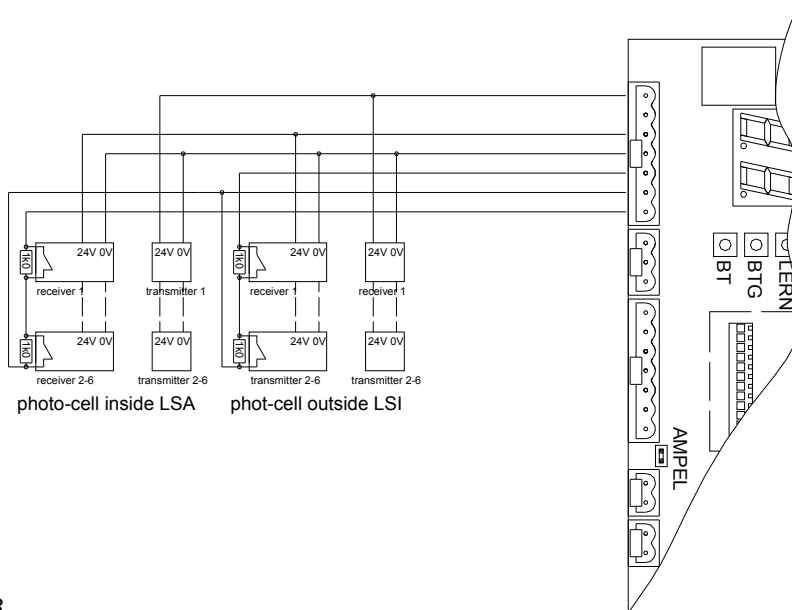 24V 0V
24V 0V
24V 0V
24V 0V
1K0
1K0
receiver 1
transmitter 1
receiver 1
receiver 1
24V 0V
24V 0V
24V 0V
24V 0V
1K0
1K0
receiver 2-6
transmitter 2-6
transmitter 2-6
transmitter 2-6
photo-cell inside LSA
phot-cell outside LSI
BT
BTG
LERN
AMPEL